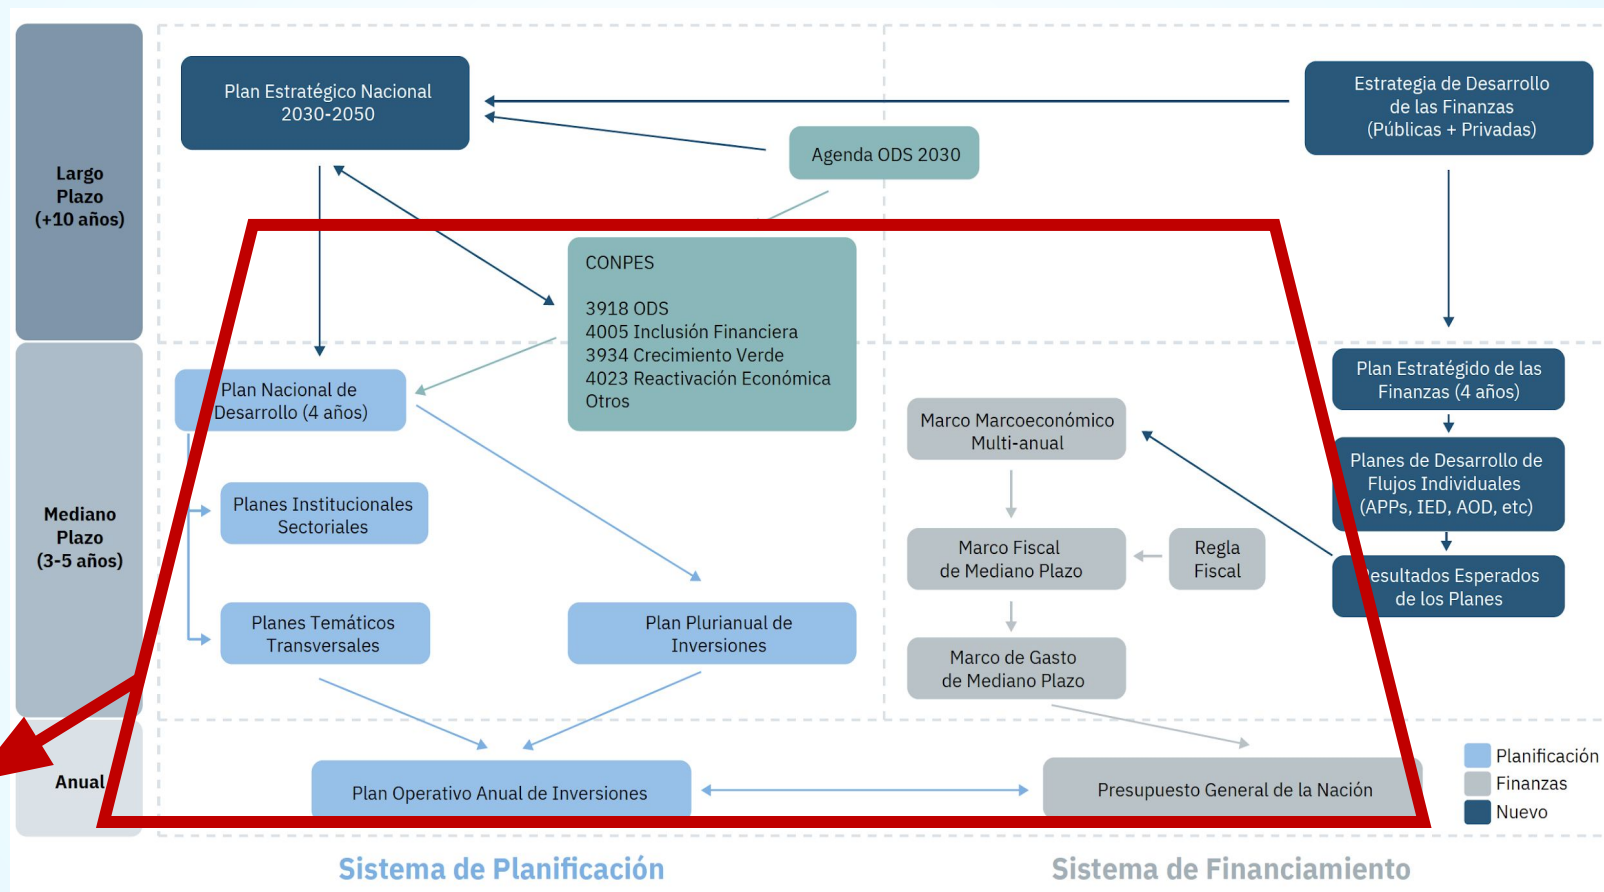 Largo
Plazo
(+10 años)
Plan Estratégico Nacional
2030-2050
Agenda ODS 2030
Estrategia de Desarrollo
de las Finanzas
(Públicas + Privadas)
CONPES
3918 ODS
4005 Inclusión Financiera
3934 Crecimiento Verde
4023 Reactivación Económica
Otros
Mediano
Plazo
(3-5 años)
Plan Nacional de
Desarrollo (4 años)
Planes Institucionales
Sectoriales
Planes Temáticos
Transversales
Plan Plurianual de
Inversiones
Marco Marcoeconómico
Multi-anual
Marco Fiscal
de Mediano Plazo
Regla
Fiscal
Marco de Gasto
de Mediano Plazo
Plan Estratégido de las
Finanzas (4 años)
Planes de Desarrollo de
Flujos Individuales
(APPs, IED, AOD, etc)
Resultados Esperados
de los Planes
Anual
Plan Operativo Anual de Inversiones
Presupuesto General de la Nación
Planificación
Finanzas
Nuevo
Sistema de Planificación
Sistema de Financiamiento